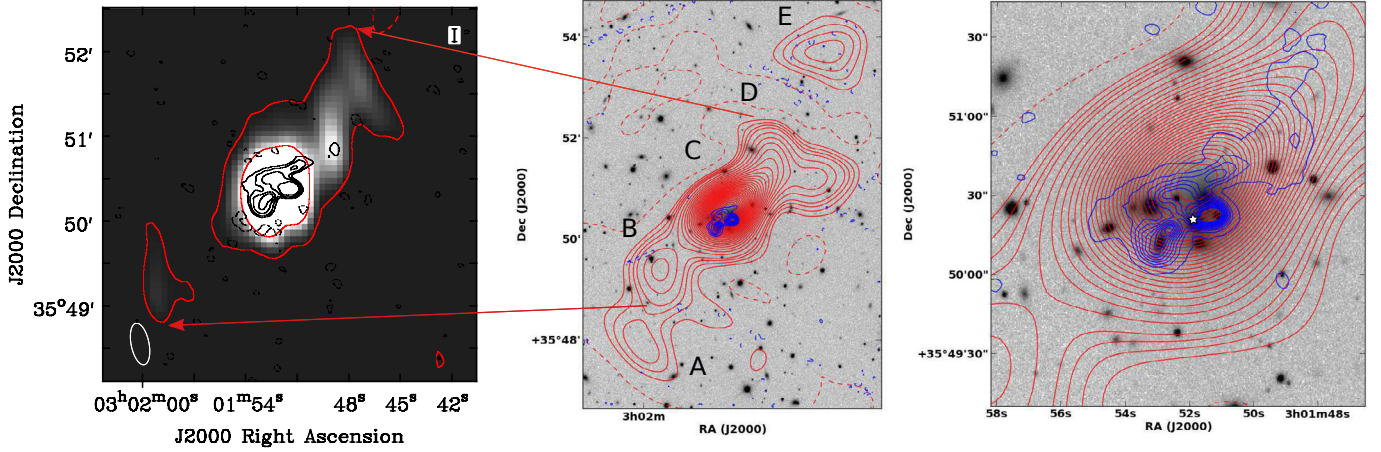 I
52'
51'
50'
35°49'
J2000 Declination
03ʰ02ᵐ00ˢ 01ᵐ54ˢ 48ˢ 45ˢ 42ˢ
J2000 Right Ascension
E
D
C
B
A
54'
52'
50'
+35°48'
Dec (J2000)
3h02m
RA (J2000)
30"
51'00"
30"
50'00"
+35°49'30"
Dec (J2000)
58s 56s 54s 52s 50s 3h01m48s
RA (J2000)